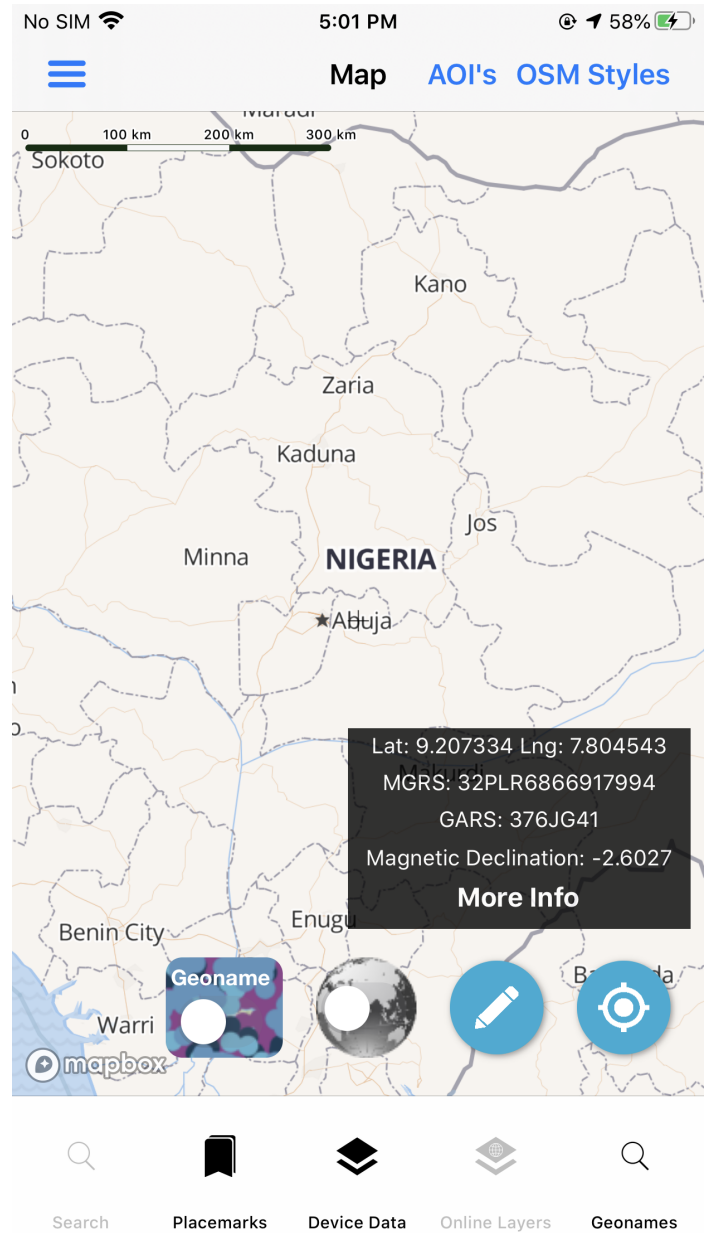 No SIM 5:01 PM 58%
Map AOI's OSM Styles
Maradi
0 100 km 200 km 300 km
Sokoto
Kano
Zaria
Kaduna
Jos
Minna NIGERIA
Abuja
Lat: 9.207334 Lng: 7.804543
Makurdi
MGRS: 32PLR6866917994
GARS: 376JG41
Magnetic Declination: -2.6027
More Info
Enugu
Benin City
Geoname
Warri
mapbox
Search Placemarks Device Data Online Layers Geonames